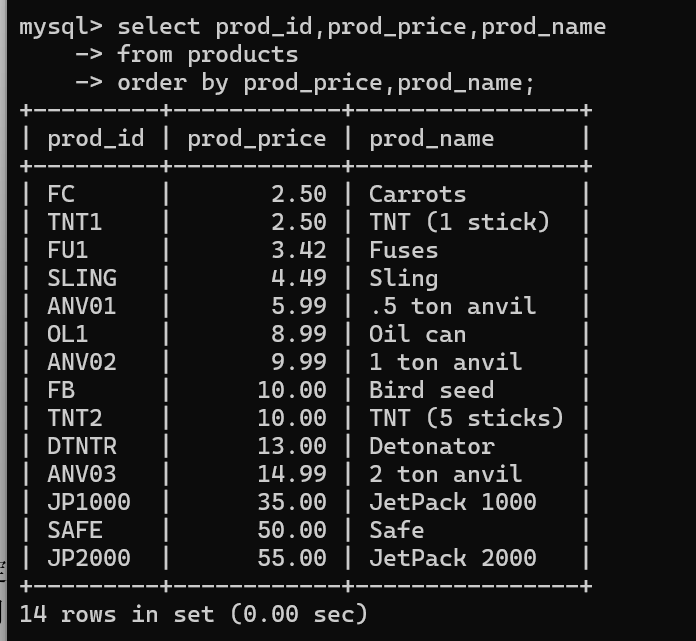 mysql> select prod_id,prod_price,prod_name
    -> from products
    -> order by prod_price,prod_name;
+---------+------------+----------------+
| prod_id | prod_price | prod_name      |
+---------+------------+----------------+
| FC      |       2.50 | Carrots        |
| TNT1    |       2.50 | TNT (1 stick)  |
| FU1     |       3.42 | Fuses          |
| SLING   |       4.49 | Sling          |
| ANV01   |       5.99 | .5 ton anvil   |
| OL1     |       8.99 | Oil can        |
| ANV02   |       9.99 | 1 ton anvil    |
| FB      |      10.00 | Bird seed      |
| TNT2    |      10.00 | TNT (5 sticks) |
| DTNTR   |      13.00 | Detonator      |
| ANV03   |      14.99 | 2 ton anvil    |
| JP1000  |      35.00 | JetPack 1000   |
| SAFE    |      50.00 | Safe           |
| JP2000  |      55.00 | JetPack 2000   |
+---------+------------+----------------+
14 rows in set (0.00 sec)